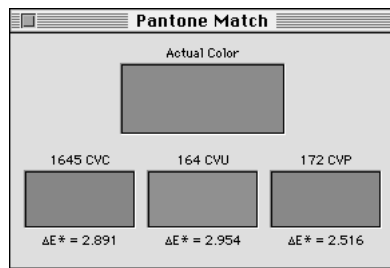 Pantone Match
Actual Color
1645 CVC 164 CVU 172 CVP
ΔE* = 2.891 ΔE* = 2.954 ΔE* = 2.516